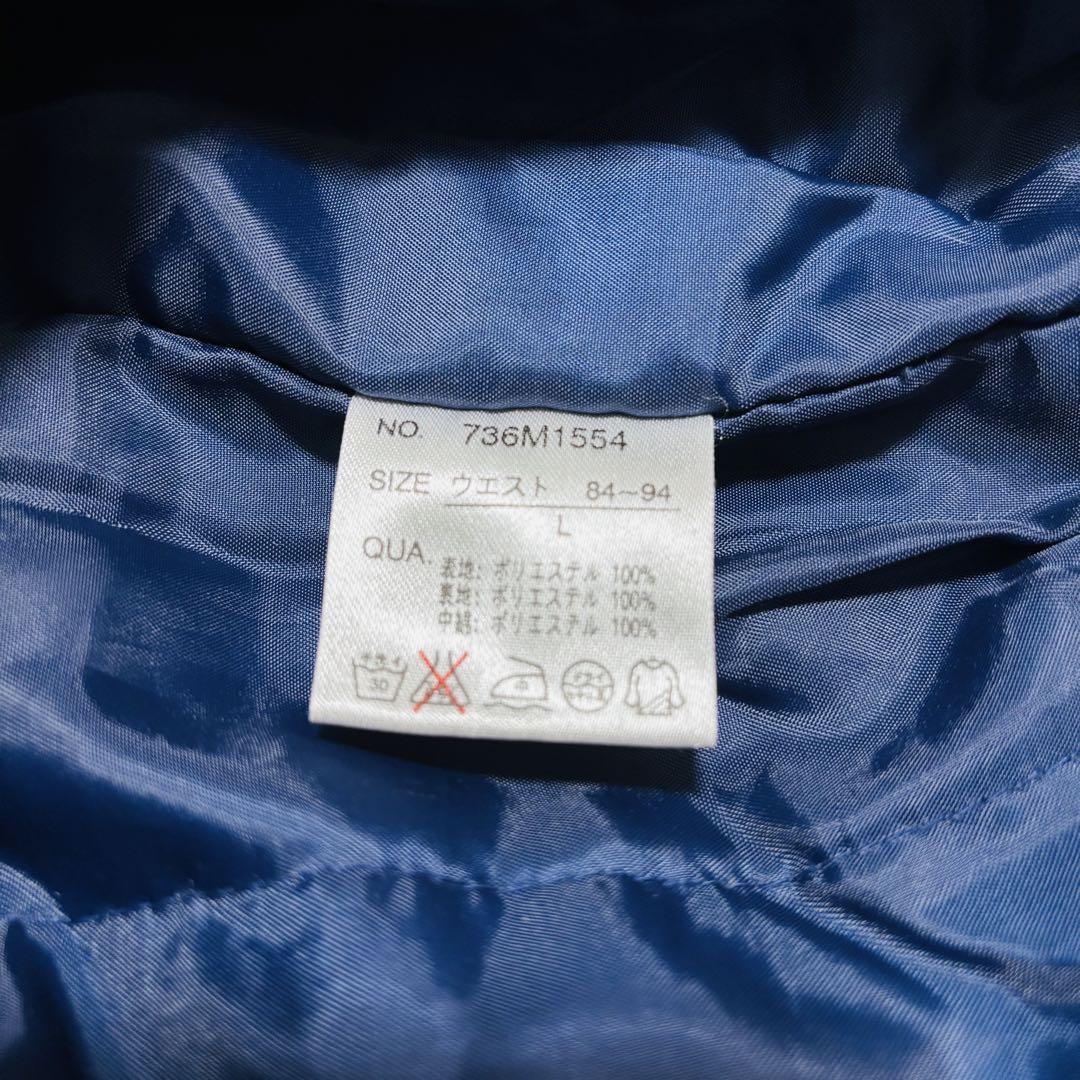 NO. 736M1554
SIZE ウエスト 84~94
L
QUA. 表地: ポリエステル 100%
裏地: ポリエステル 100%
中綿: ポリエステル 100%
30